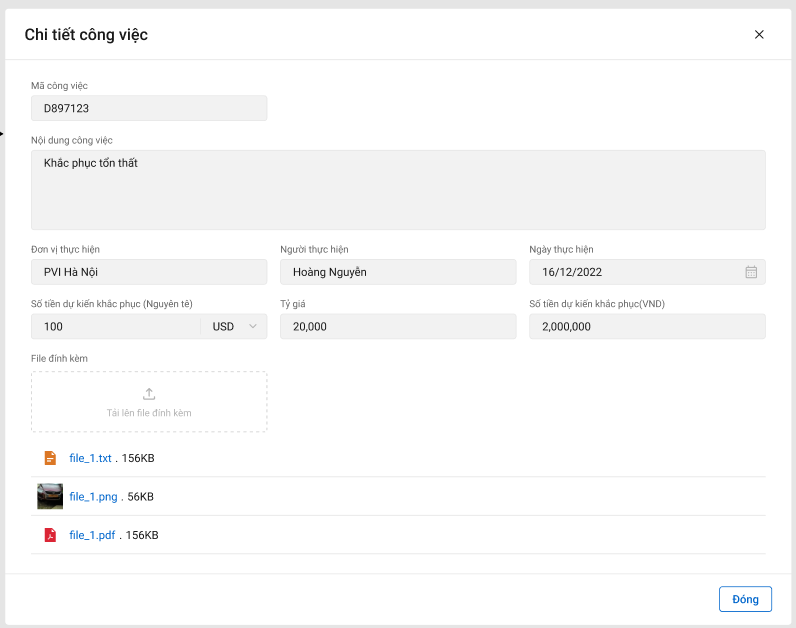 Chi tiết công việc
Mã công việc
D897123
Nội dung công việc
Khắc phục tổn thất
Đơn vị thực hiện
Người thực hiện
Ngày thực hiện
PVI Hà Nội
Hoàng Nguyễn
16/12/2022
Số tiền dự kiến khắc phục (Nguyên tê)
Tỷ giá
Số tiền dự kiến khắc phục(VND)
100
USD
20,000
2,000,000
File đính kèm
Tải lên file đính kèm
file_1.txt . 156KB
file_1.png . 56KB
file_1.pdf . 156KB
Đóng